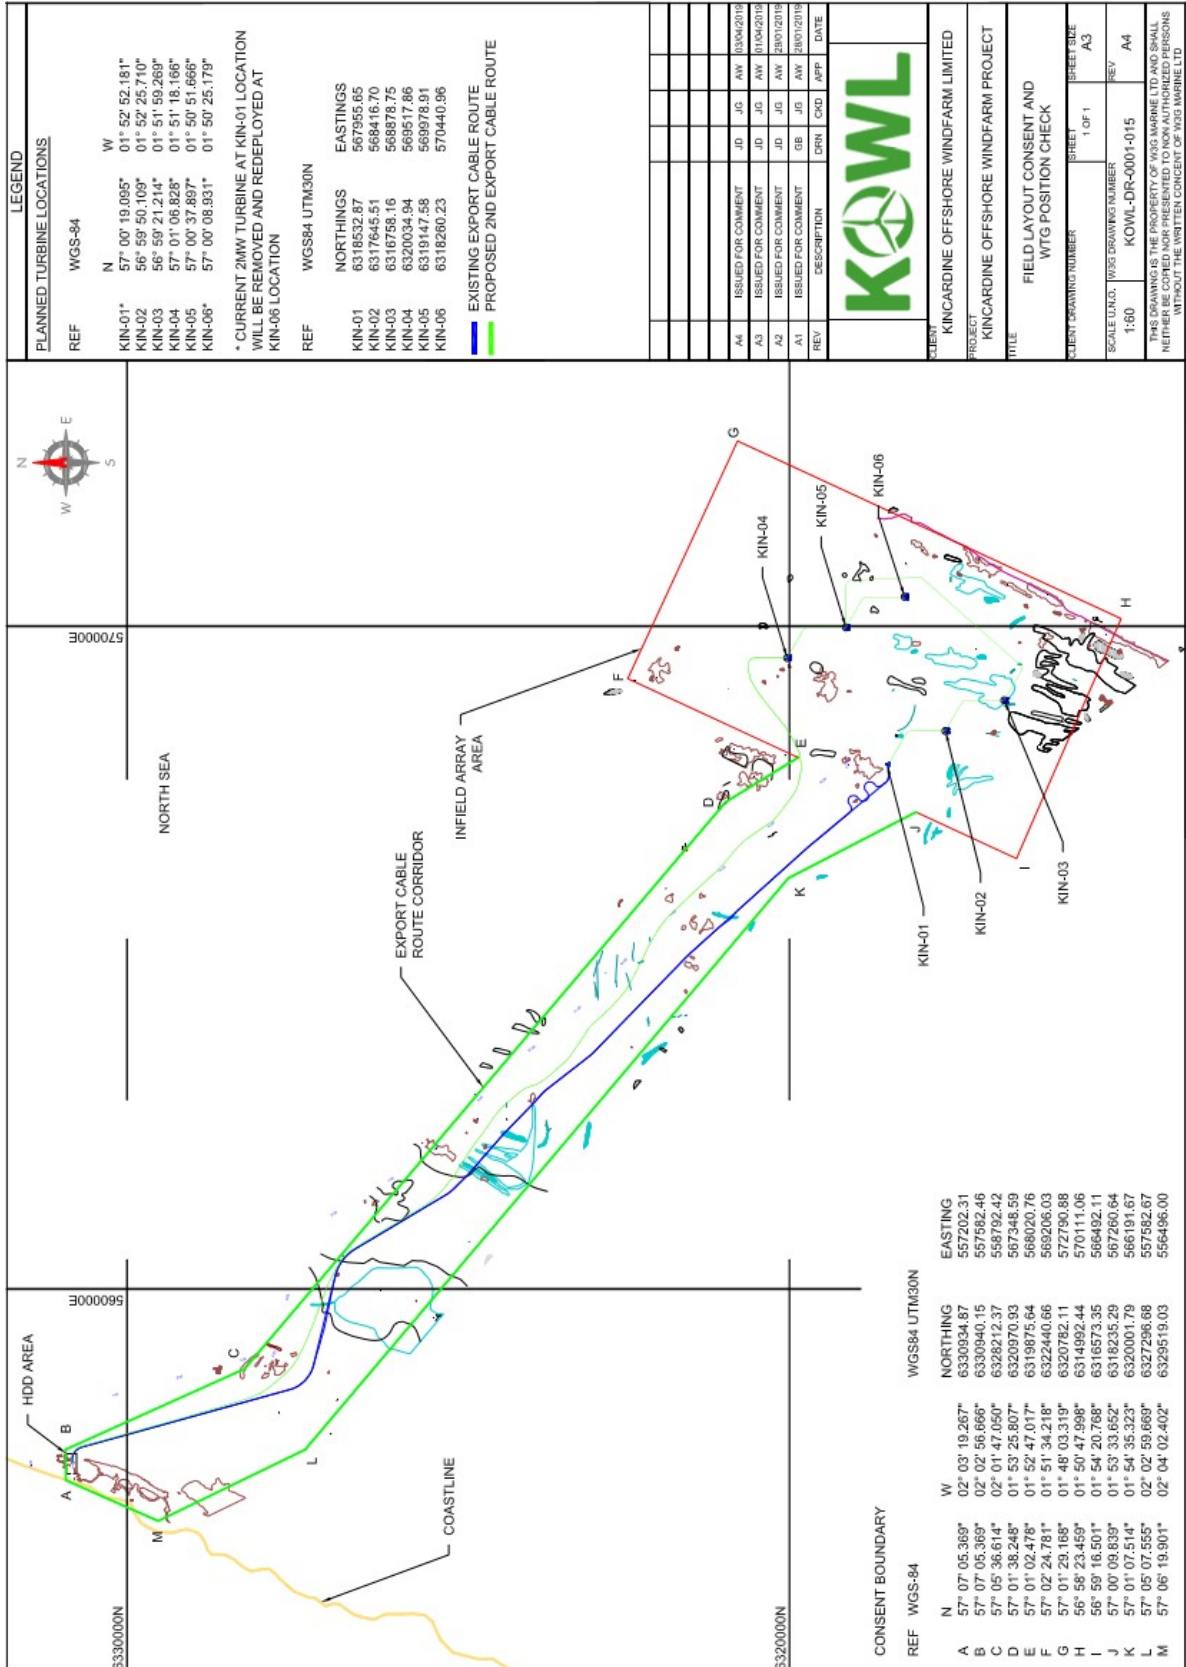 LEGEND
PLANNED TURBINE LOCATIONS
REF WGS-84
N W
KIN-01* 57° 00' 19.095" 01° 52' 52.181"
KIN-02 56° 59' 50.109" 01° 52' 25.710"
KIN-03 56° 59' 21.214" 01° 51' 59.269"
KIN-04 57° 01' 06.828" 01° 51' 18.166"
KIN-05 57° 00' 37.897" 01° 50' 51.666"
KIN-06* 57° 00' 08.931" 01° 50' 25.179"
* CURRENT 2MW TURBINE AT KIN-01 LOCATION
WILL BE REMOVED AND REDEPLOYED AT
KIN-06 LOCATION
REF WGS84 UTM30N
NORTHINGS EASTINGS
KIN-01 6318532.87 567955.65
KIN-02 6317645.51 568416.70
KIN-03 6316758.16 568878.75
KIN-04 6320034.94 569517.86
KIN-05 6319147.58 569978.91
KIN-06 6318260.23 570440.96
EXISTING EXPORT CABLE ROUTE
PROPOSED 2ND EXPORT CABLE ROUTE
A4 ISSUED FOR COMMENT JD JG AW 03/04/2019
A3 ISSUED FOR COMMENT JD JG AW 01/04/2019
A2 ISSUED FOR COMMENT JD JG AW 29/01/2019
A1 ISSUED FOR COMMENT GB JG AW 28/01/2019
REV DESCRIPTION DRN CKD APP DATE
KOWL
CLIENT
KINCARDINE OFFSHORE WINDFARM LIMITED
PROJECT
KINCARDINE OFFSHORE WINDFARM PROJECT
TITLE
FIELD LAYOUT CONSENT AND
WTG POSITION CHECK
CLIENT DRAWING NUMBER
SHEET
1 OF 1
SHEET SIZE
A3
SCALE U.N.O.
1:60
W3G DRAWING NUMBER
KOWL-DR-0001-015
REV
A4
THIS DRAWING IS THE PROPERTY OF W3G MARINE LTD AND SHALL
NEITHER BE COPIED NOR PRESENTED TO NON AUTHORIZED PERSONS
WITHOUT THE WRITTEN CONCENT OF W3G MARINE LTD
N
W
E
S
570000E
560000E
6330000N
6320000N
NORTH SEA
HDD AREA
A
B
C
D
E
F
G
H
I
J
K
L
M
INFIELD ARRAY
AREA
EXPORT CABLE
ROUTE CORRIDOR
COASTLINE
KIN-04
KIN-05
KIN-06
KIN-01
KIN-02
KIN-03
CONSENT BOUNDARY
REF WGS-84 WGS84 UTM30N
N W NORTHING EASTING
A 57° 07' 05.369" 02° 03' 19.267" 6330934.87 557202.31
B 57° 07' 05.369" 02° 02' 56.666" 6330940.15 557582.46
C 57° 05' 36.614" 02° 01' 47.050" 6328212.37 558792.42
D 57° 01' 38.248" 01° 53' 25.807" 6320970.93 567348.59
E 57° 01' 02.478" 01° 52' 47.017" 6319875.64 568020.76
F 57° 02' 24.781" 01° 51' 34.218" 6322440.66 569206.03
G 57° 01' 29.168" 01° 48' 03.319" 6320782.11 572790.88
H 56° 58' 23.459" 01° 50' 47.998" 6314992.44 570111.06
I 56° 59' 16.501" 01° 54' 20.768" 6316573.35 566492.11
J 57° 00' 09.839" 01° 53' 33.652" 6318235.29 567260.64
K 57° 01' 07.514" 01° 54' 35.323" 6320001.79 566191.67
L 57° 05' 07.555" 02° 02' 59.669" 6327296.68 557582.67
M 57° 06' 19.901" 02° 04' 02.402" 6329519.03 556496.00